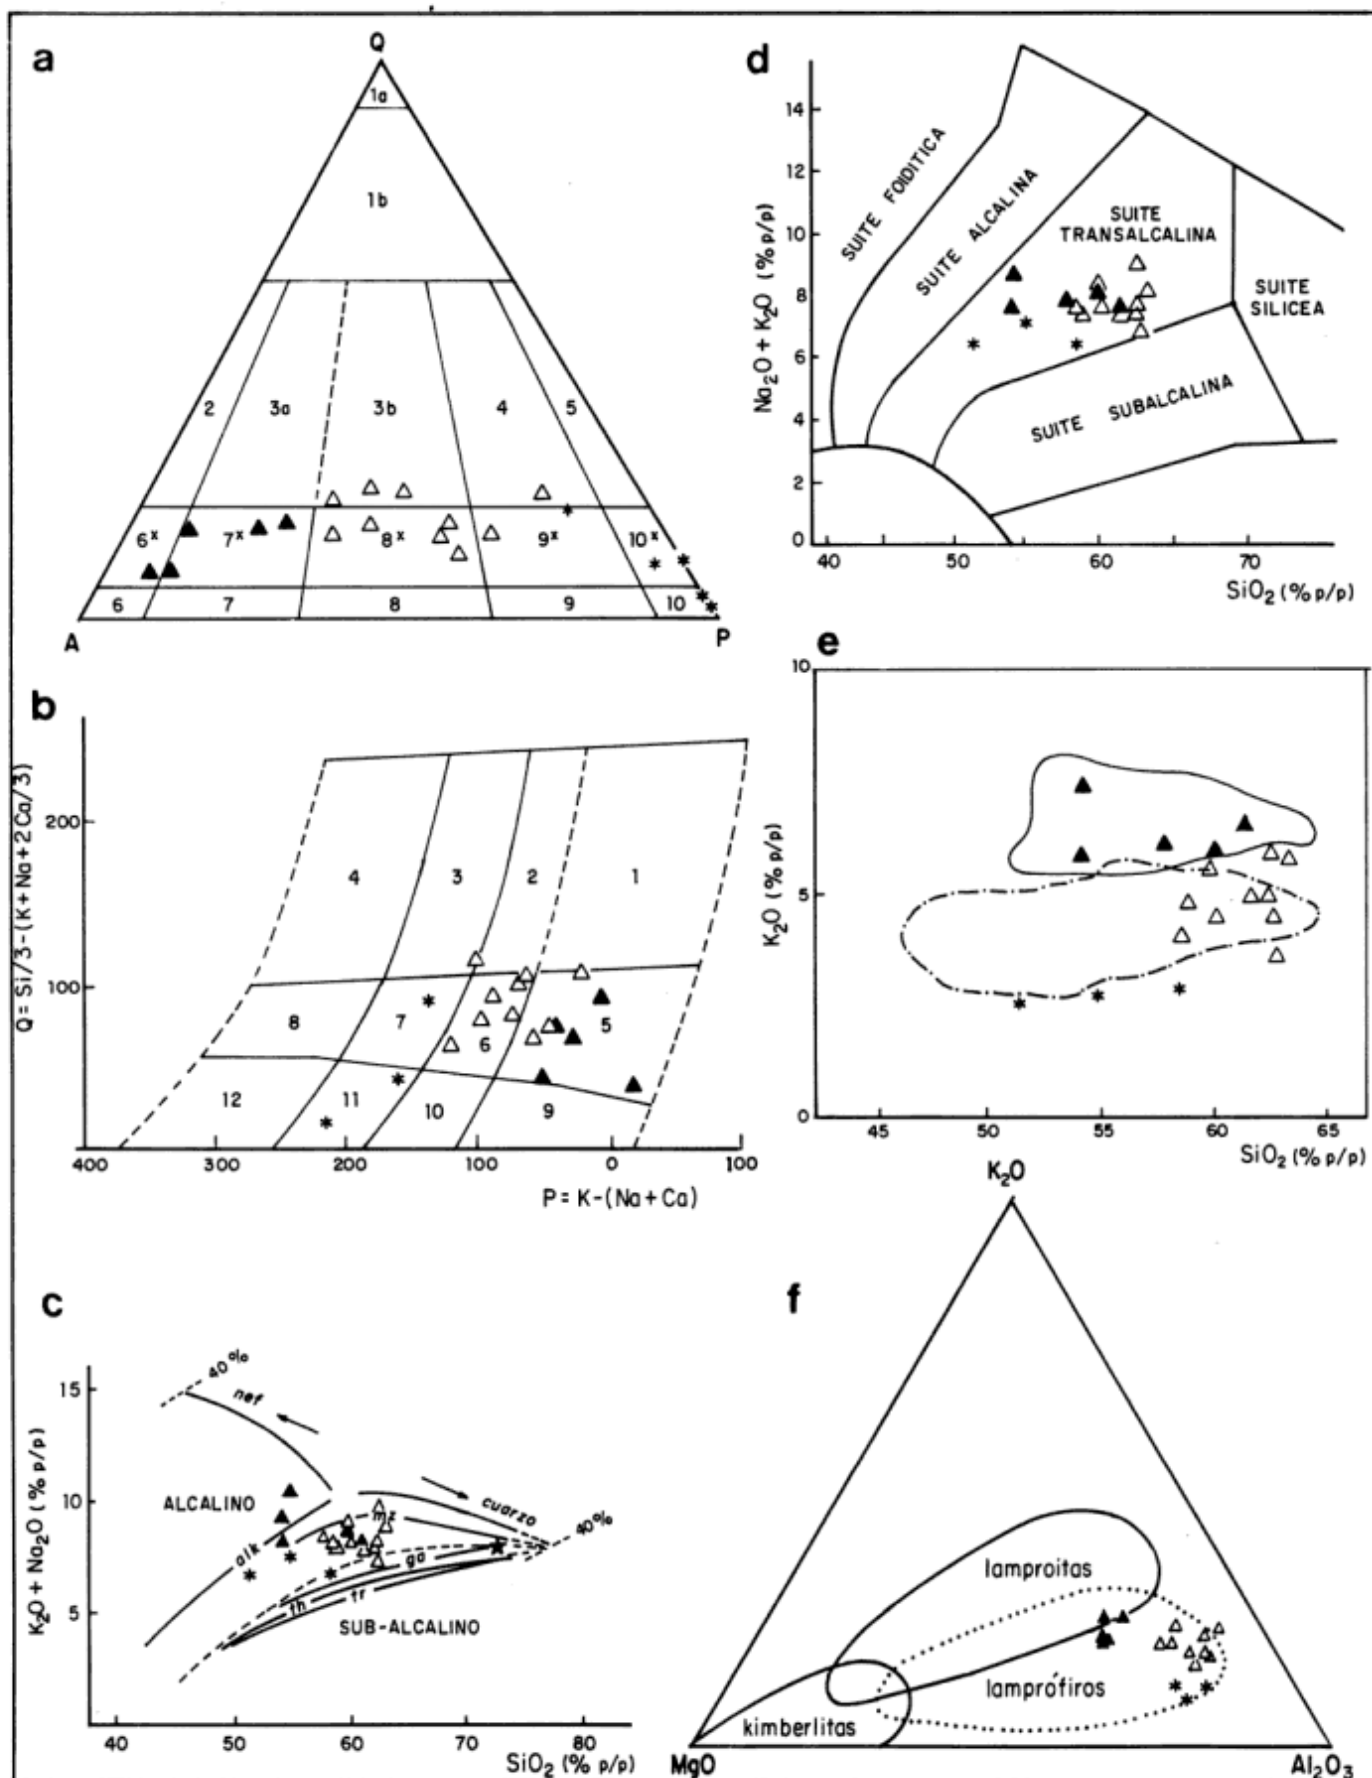 a
Q
1a
1b
2
3a
3b
4
5
6x
7x
8x
9x
10x
6
7
8
9
10
A
P
b
Q = Si/3-(K+Na+2Ca/3)
200
100
4
3
2
1
8
7
6
5
12
11
10
9
400
300
200
100
0
100
P = K-(Na+Ca)
c
K2O + Na2O (% p/p)
15
10
5
40%
nef
ALCALINO
alk
mz
cuarzo
40%
ga
th
tr
SUB-ALCALINO
40
50
60
70
80
SiO2 (% p/p)
d
Na2O + K2O (% p/p)
14
12
10
8
6
4
2
0
SUITE FOIDITICA
SUITE ALCALINA
SUITE
TRANSALCALINA
SUITE
SILICEA
SUITE SUBALCALINA
40
50
60
70
SiO2 (% p/p)
e
10
K2O (% p/p)
5
0
45
50
55
60
65
SiO2 (% p/p)
f
K2O
lamproitas
lamprófiros
kimberlitas
MgO
Al2O3